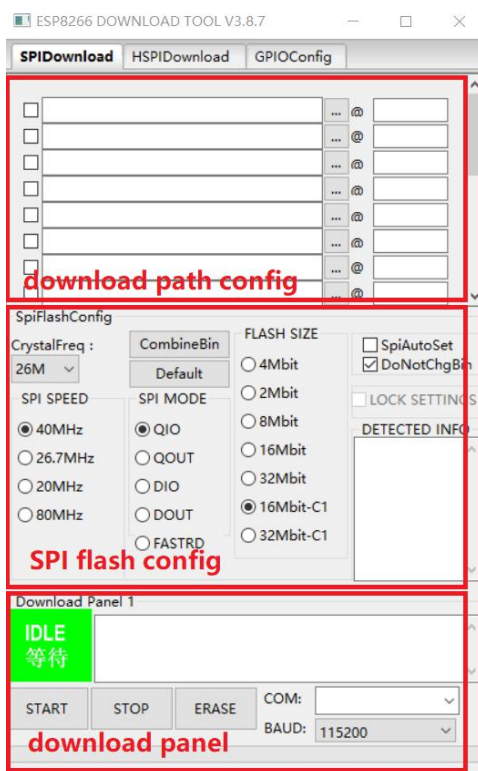 ESP8266 DOWNLOAD TOOL V3.8.7
SPIDownload HSPIDownload GPIOConfig
... @
... @
... @
... @
... @
... @
... @
... @
download path config
SpiFlashConfig
CrystalFreq :
26M
CombineBin
Default
SPI SPEED
40MHz
26.7MHz
20MHz
80MHz
SPI MODE
QIO
QOUT
DIO
DOUT
FASTRD
FLASH SIZE
4Mbit
2Mbit
8Mbit
16Mbit
32Mbit
16Mbit-C1
32Mbit-C1
SpiAutoSet
DoNotChgBin
LOCK SETTINGS
DETECTED INFO
SPI flash config
Download Panel 1
IDLE
等待
START STOP ERASE
COM:
BAUD: 115200
download panel